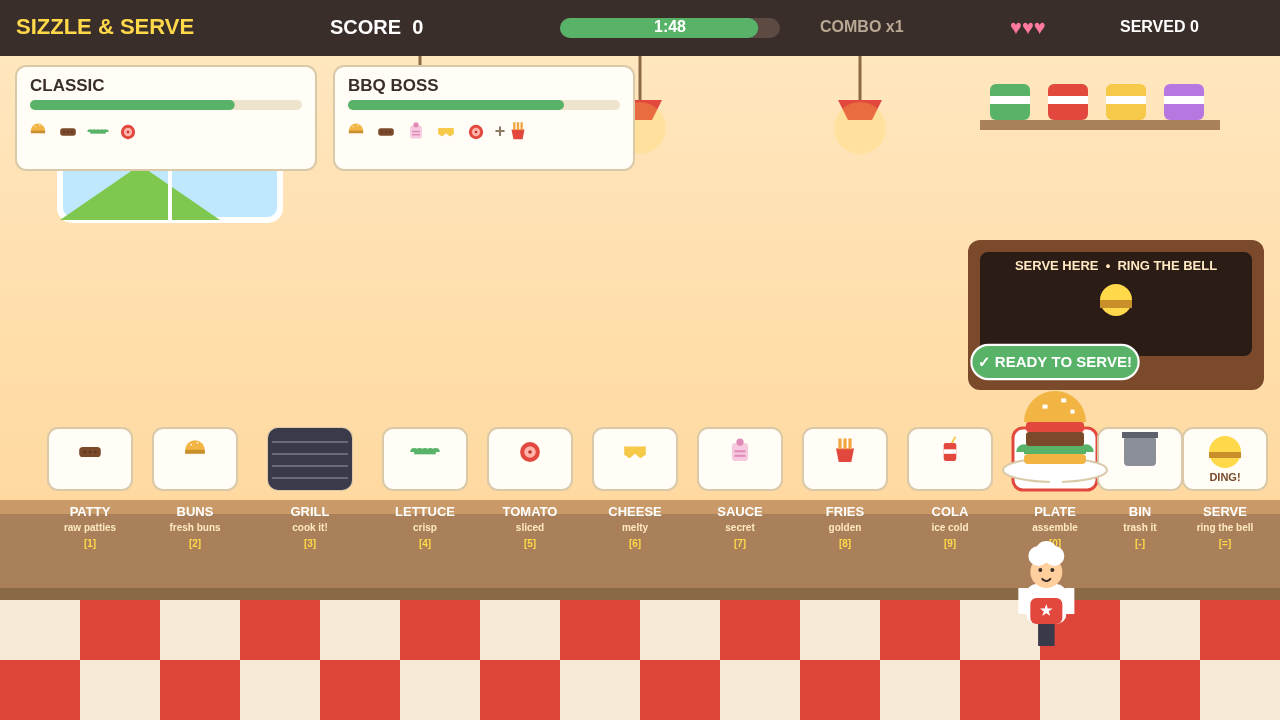 SIZZLE & SERVE
SCORE 0
1:48
COMBO x1
SERVED 0
CLASSIC
BBQ BOSS
+
SERVE HERE • RING THE BELL
✓ READY TO SERVE!
DING!
PATTY
raw patties
[1]
BUNS
fresh buns
[2]
GRILL
cook it!
[3]
LETTUCE
crisp
[4]
TOMATO
sliced
[5]
CHEESE
melty
[6]
SAUCE
secret
[7]
FRIES
golden
[8]
COLA
ice cold
[9]
PLATE
assemble
[0]
BIN
trash it
[-]
SERVE
ring the bell
[=]